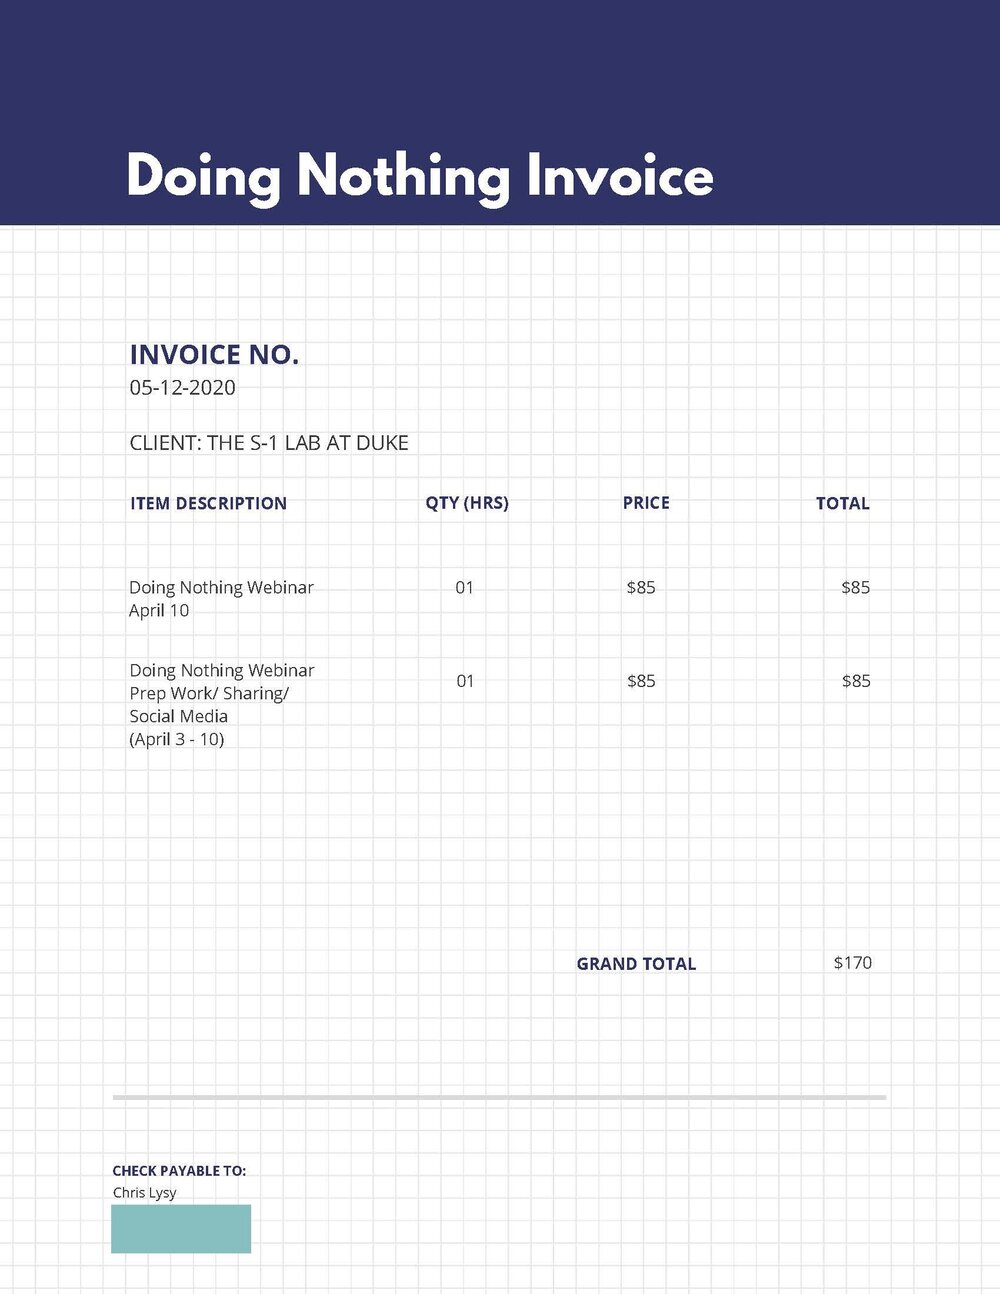 Doing Nothing Invoice
INVOICE NO.
05-12-2020
CLIENT: THE S-1 LAB AT DUKE
ITEM DESCRIPTION QTY (HRS) PRICE TOTAL
Doing Nothing Webinar 01 $85 $85
April 10
Doing Nothing Webinar
Prep Work/ Sharing/ 01 $85 $85
Social Media
(April 3 - 10)
GRAND TOTAL $170
CHECK PAYABLE TO:
Chris Lysy